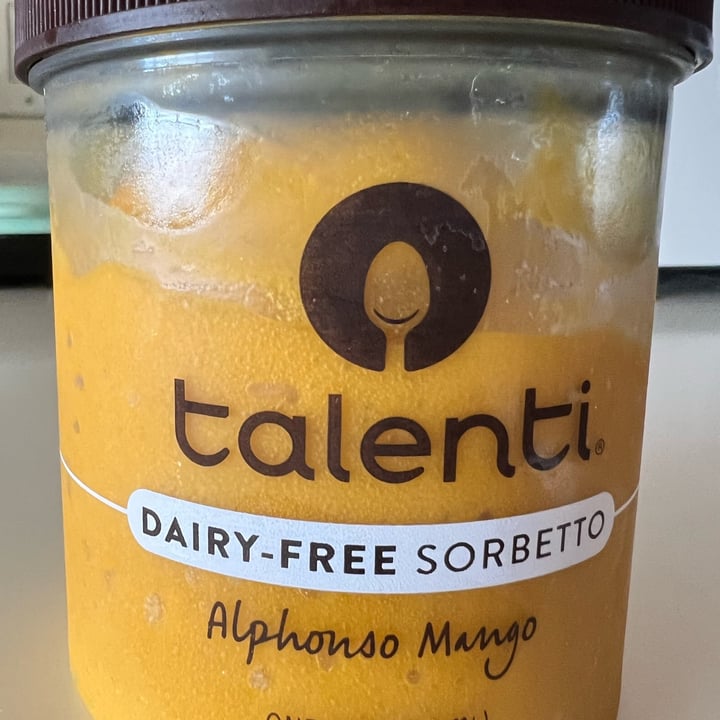 talenti®
DAIRY-FREE SORBETTO
Alphonso Mango